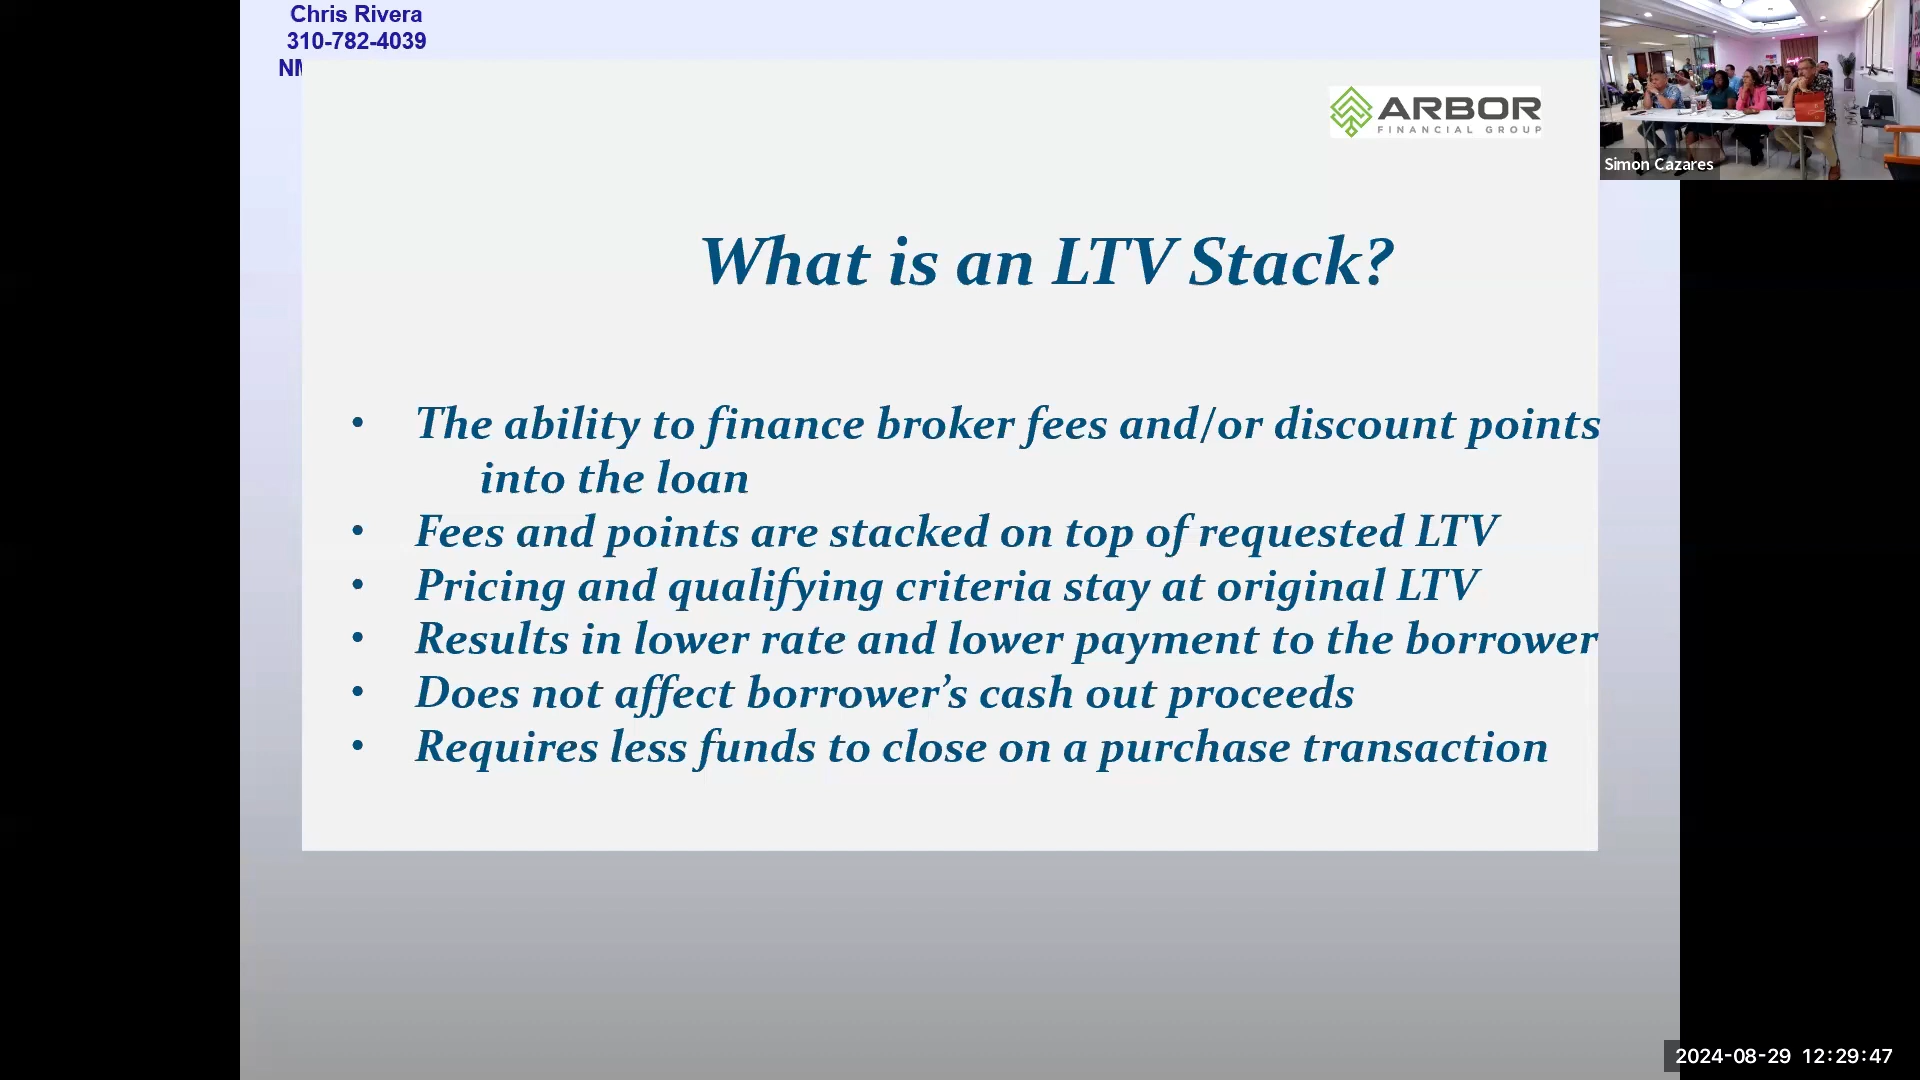 Chris Rivera
310-782-4039
ARBOR
FINANCIAL GROUP
Simon Cazares
What is an LTV Stack?
• The ability to finance broker fees and/or discount points
into the loan
• Fees and points are stacked on top of requested LTV
• Pricing and qualifying criteria stay at original LTV
• Results in lower rate and lower payment to the borrower
• Does not affect borrower’s cash out proceeds
• Requires less funds to close on a purchase transaction
2024-08-29 12:29:47